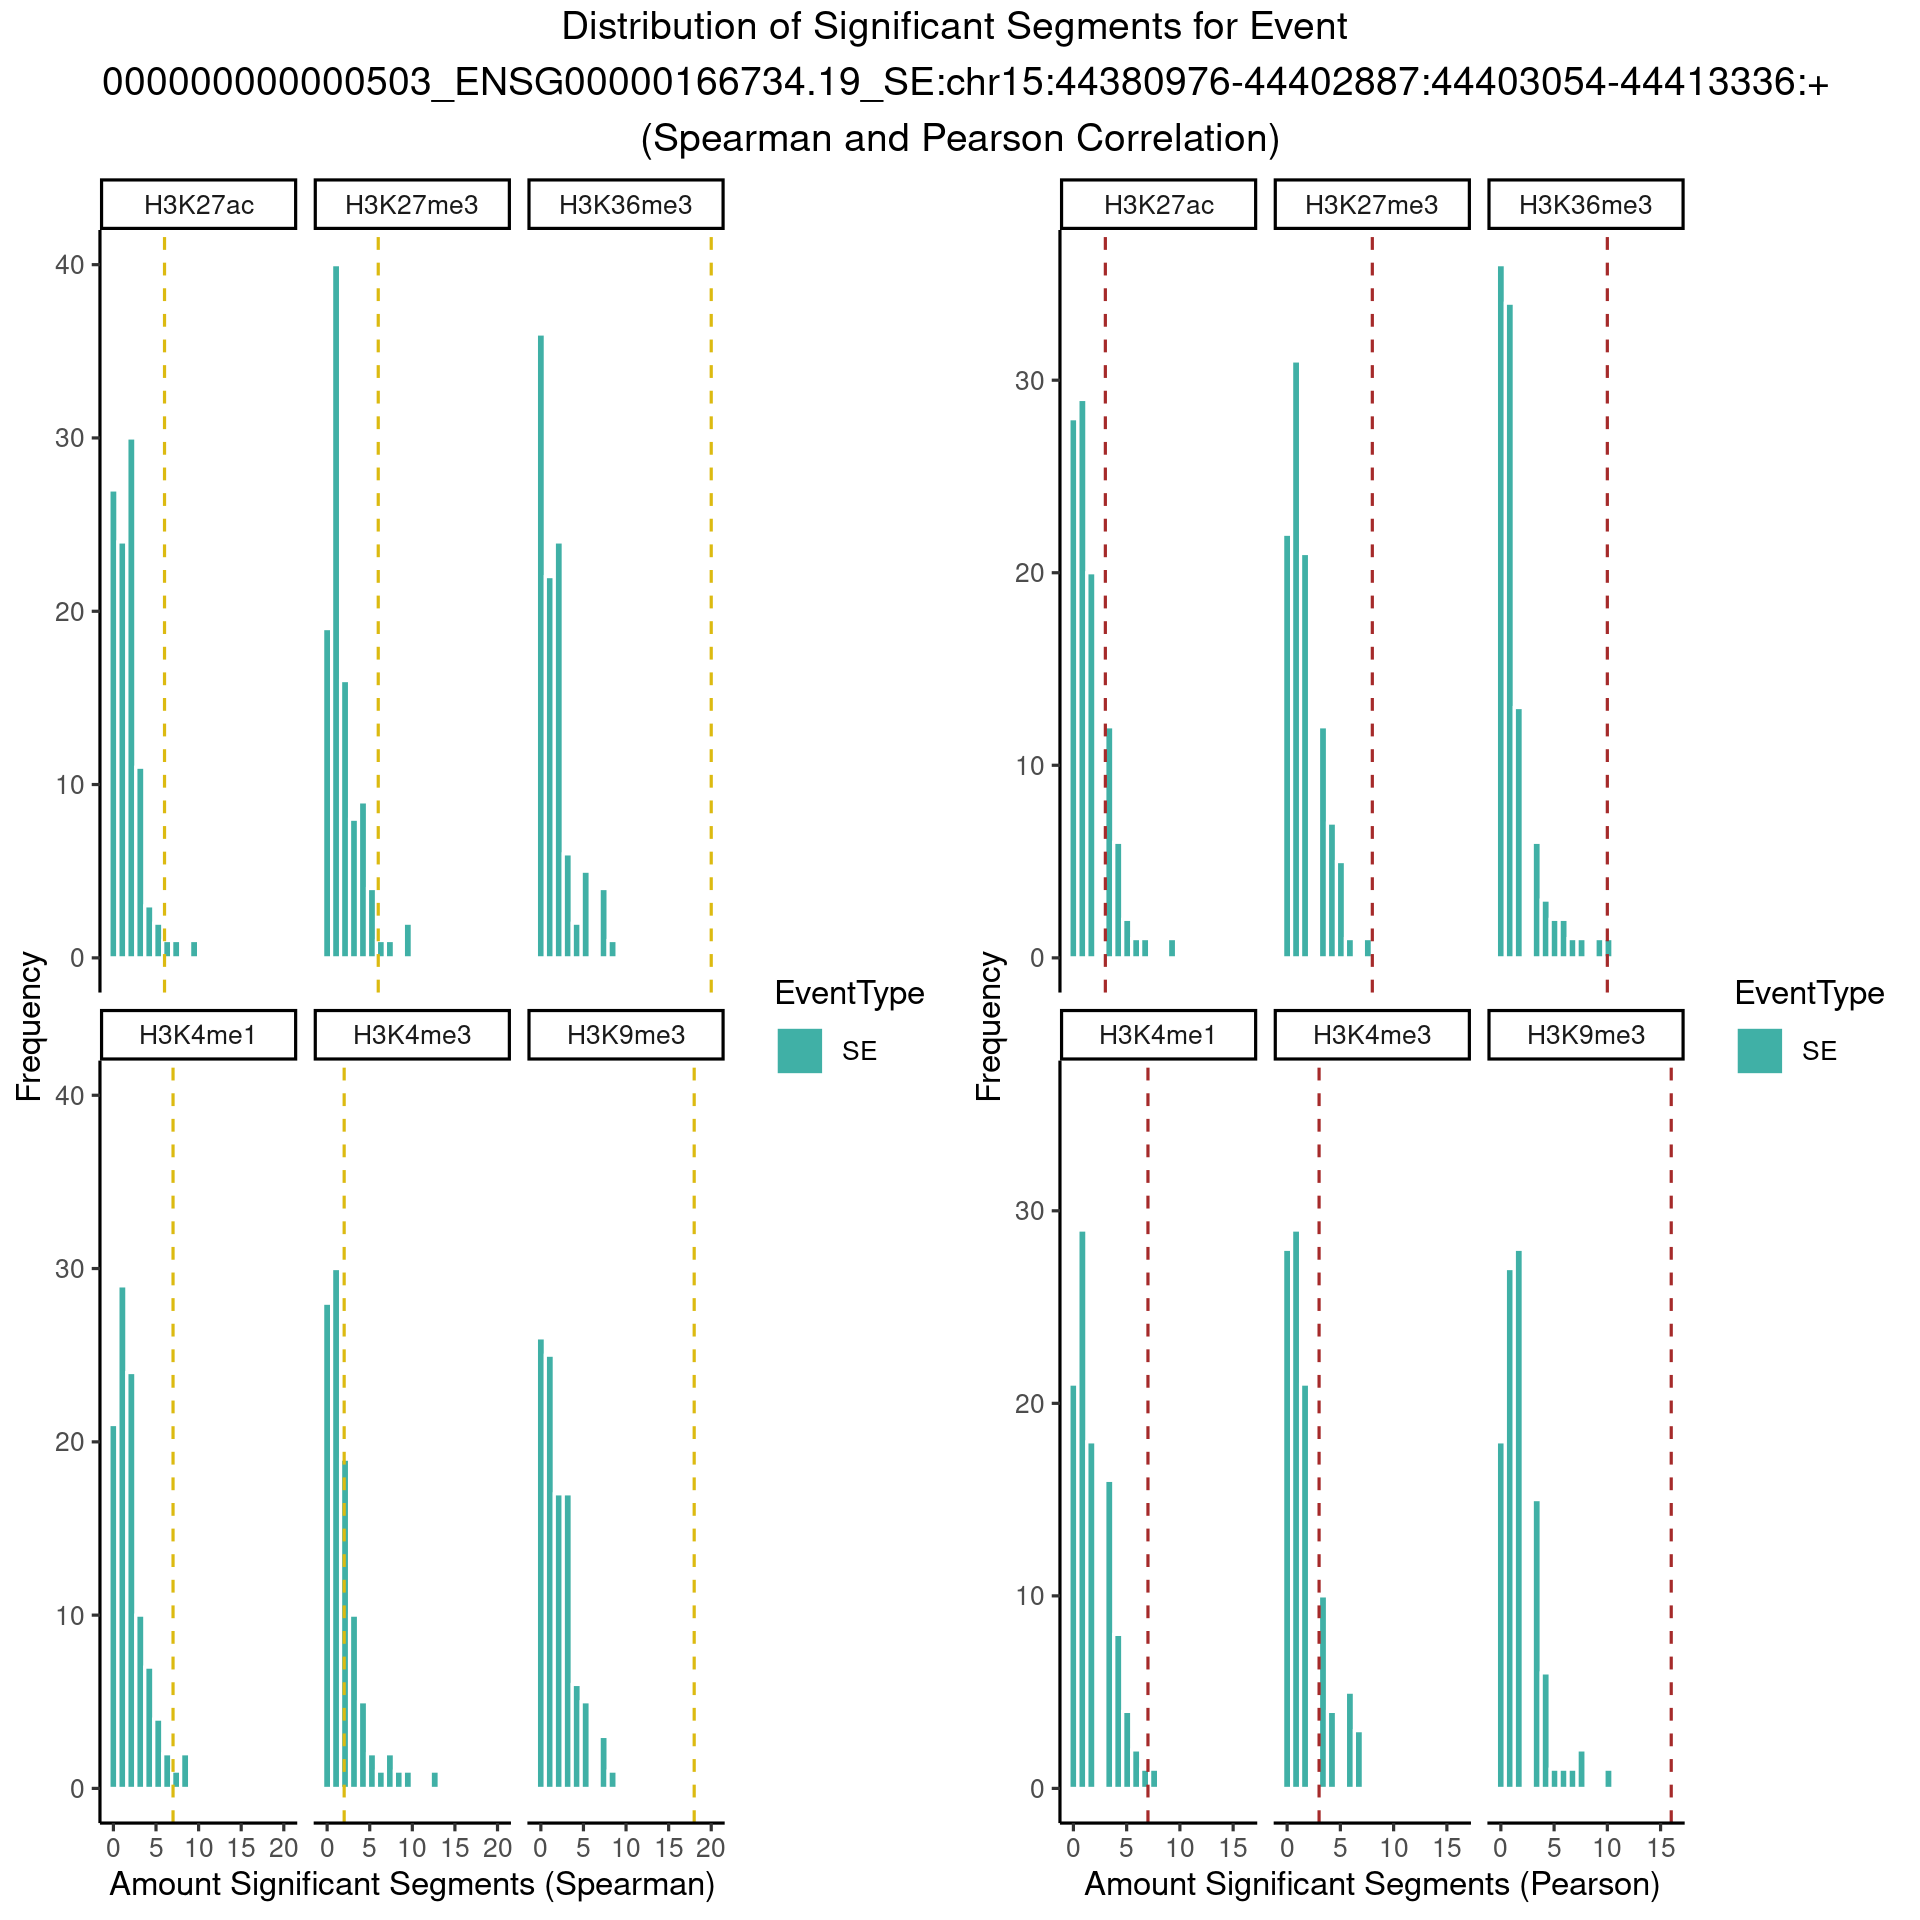 Distribution of Significant Segments for Event
000000000000503_ENSG00000166734.19_SE:chr15:44380976-44402887:44403054-44413336:+
(Spearman and Pearson Correlation)
H3K27ac H3K27me3 H3K36me3
40
30
20
10
0
H3K4me1 H3K4me3 H3K9me3
40
30
20
10
0
0 5 10 15 20 0 5 10 15 20 0 5 10 15 20
Frequency
Amount Significant Segments (Spearman)
EventType
SE
H3K27ac H3K27me3 H3K36me3
30
20
10
0
H3K4me1 H3K4me3 H3K9me3
30
20
10
0
0 5 10 15 0 5 10 15 0 5 10 15
Frequency
Amount Significant Segments (Pearson)
EventType
SE